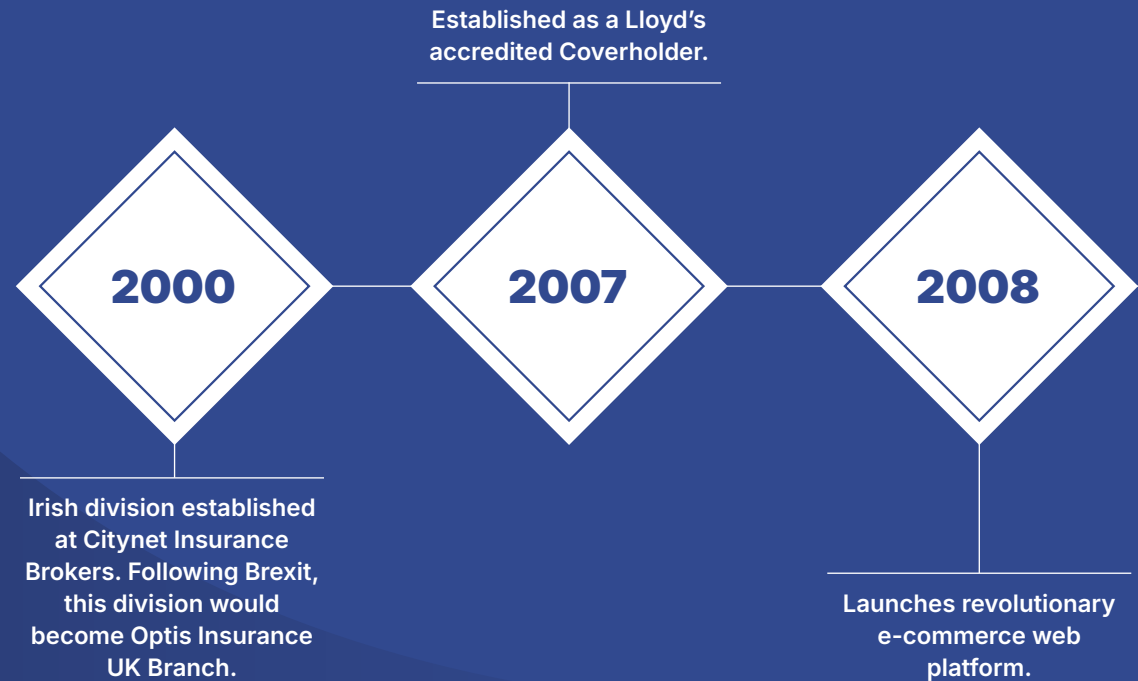 Established as a Lloyd’s
accredited Coverholder.
2000
2007
2008
Irish division established
at Citynet Insurance
Brokers. Following Brexit,
this division would
become Optis Insurance
UK Branch.
Launches revolutionary
e-commerce web
platform.